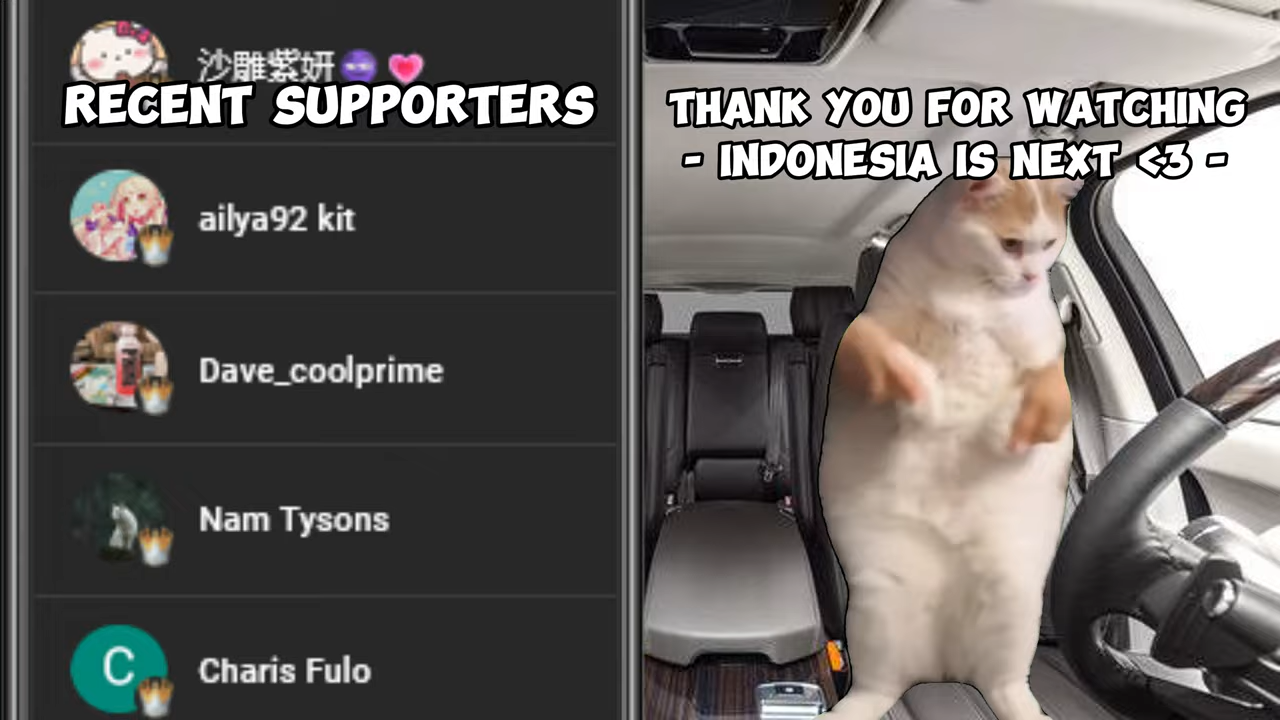 沙雕紫妍😈💗
RECENT SUPPORTERS
ailya92 kit
Dave_coolprime
Nam Tysons
C
Charis Fulo
THANK YOU FOR WATCHING
- INDONESIA IS NEXT <3 -